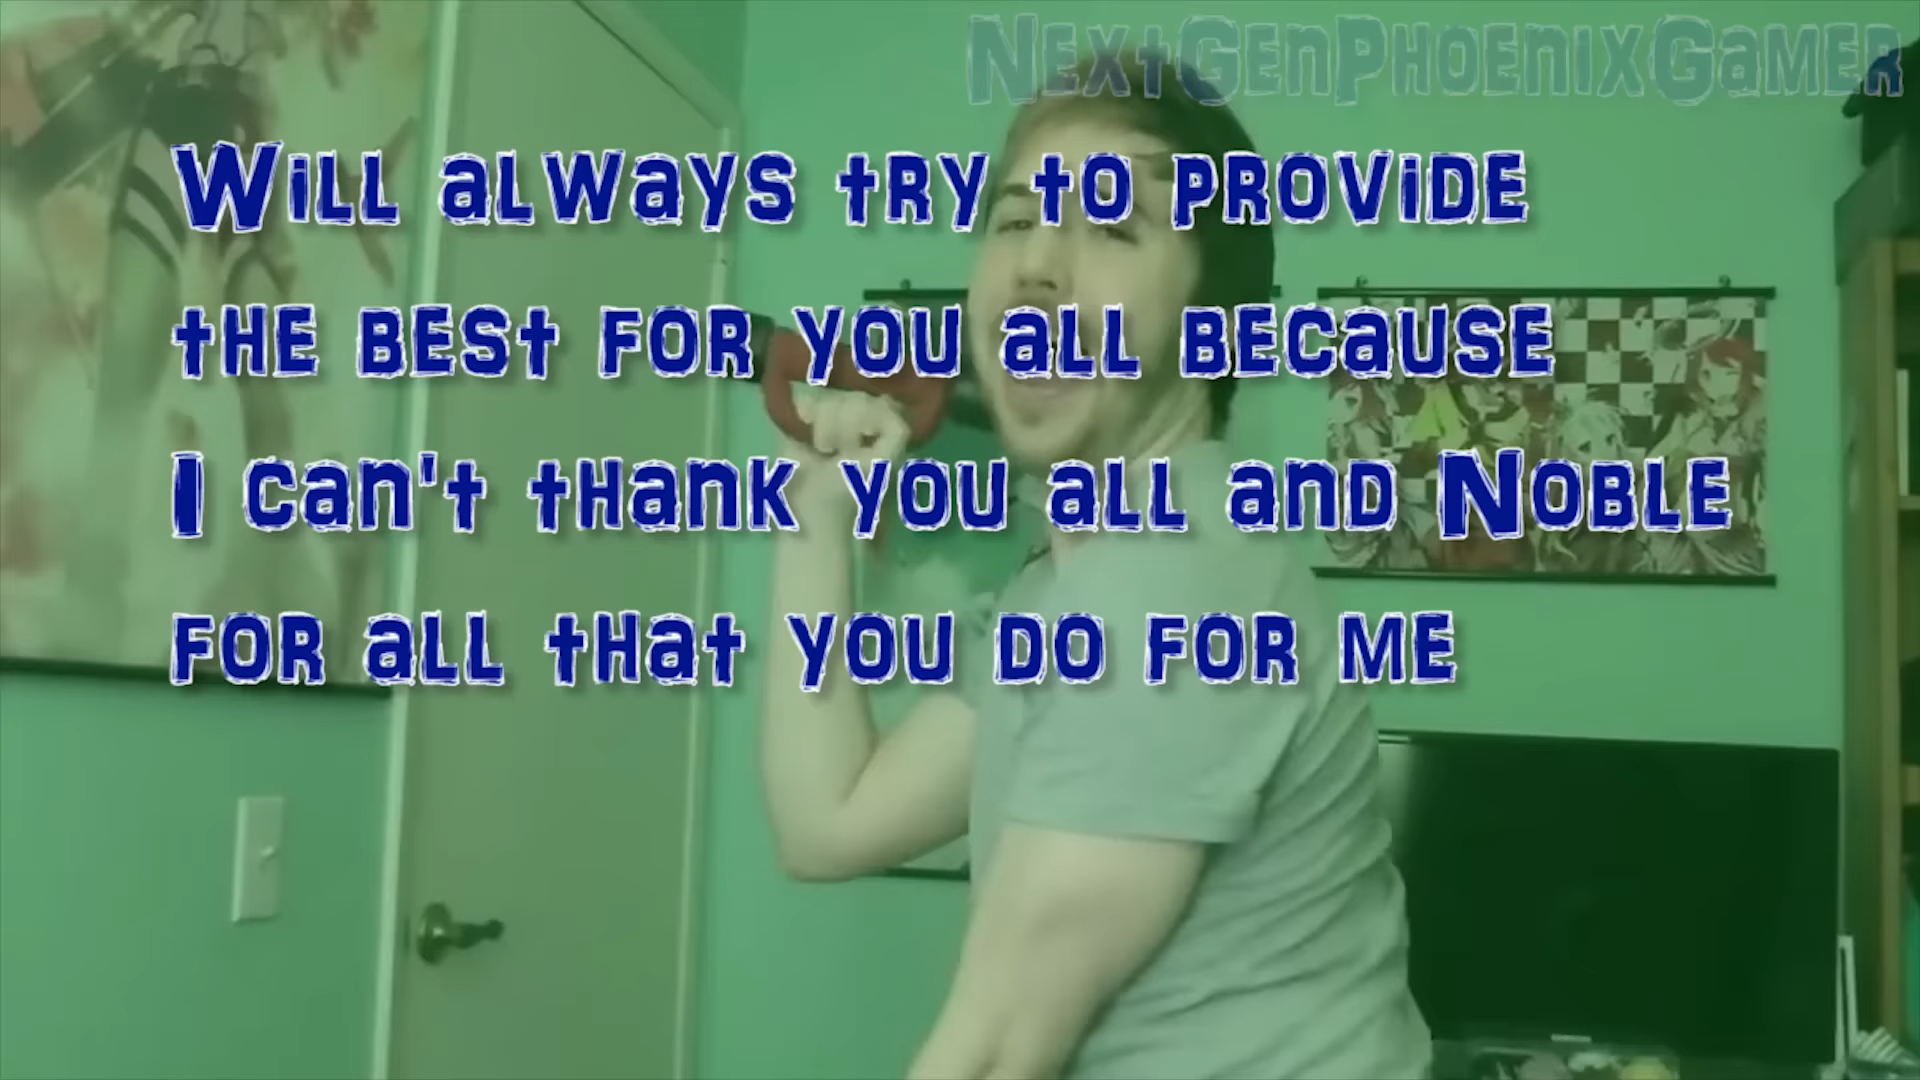 NextGenPhoenixGamer
Will always try to provide
the best for you all because
I can't thank you all and Noble
for all that you do for me